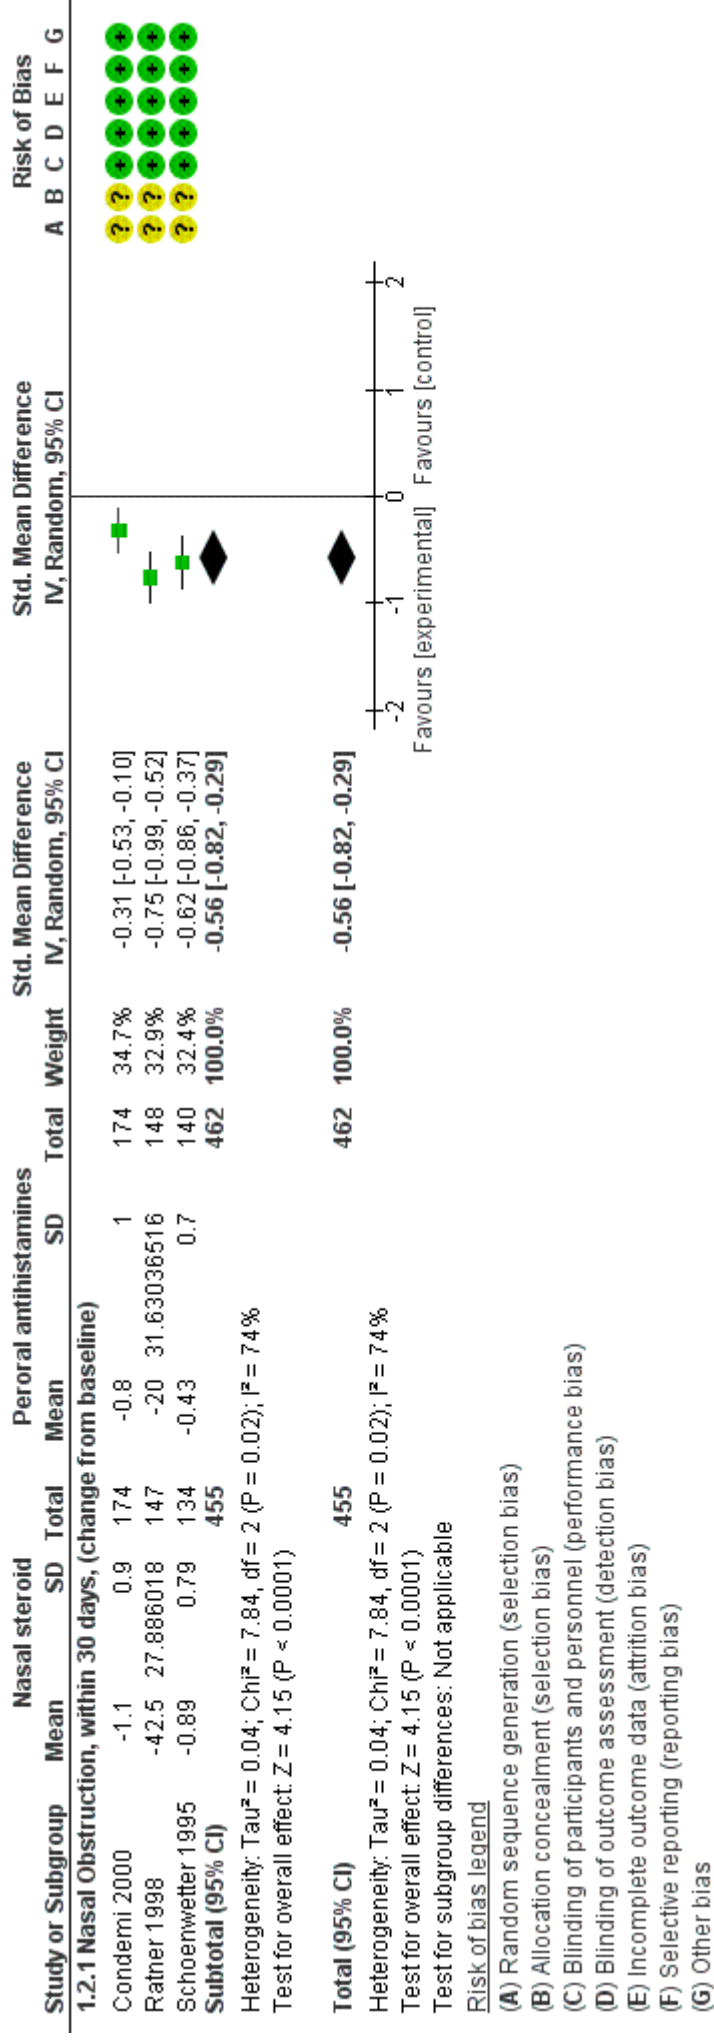 Nasal steroid Peroral antihistamines Std. Mean Difference Std. Mean Difference Risk of Bias
Study or Subgroup Mean SD Total Mean SD Total Weight IV, Random, 95% CI IV, Random, 95% CI A B C D E F G
1.2.1 Nasal Obstruction, within 30 days, (change from baseline)
Condemi 2000 -1.1 0.9 174 -0.8 1 174 34.7% -0.31 [-0.53, -0.10] ? ? + + + + +
Ratner 1998 -42.5 27.886018 147 -20 31.63036516 148 32.9% -0.75 [-0.99, -0.52] ? ? + + + + +
Schoenwetter 1995 -0.89 0.79 134 -0.43 0.7 140 32.4% -0.62 [-0.86, -0.37] ? ? + + + + +
Subtotal (95% CI) 455 462 100.0% -0.56 [-0.82, -0.29]
Heterogeneity: Tau² = 0.04; Chi² = 7.84, df = 2 (P = 0.02); I² = 74%
Test for overall effect: Z = 4.15 (P < 0.0001)
Total (95% CI) 455 462 100.0% -0.56 [-0.82, -0.29]
Heterogeneity: Tau² = 0.04; Chi² = 7.84, df = 2 (P = 0.02); I² = 74%
-2 -1 0 1 2
Test for overall effect: Z = 4.15 (P < 0.0001)
Favours [experimental] Favours [control]
Test for subgroup differences: Not applicable
Risk of bias legend
(A) Random sequence generation (selection bias)
(B) Allocation concealment (selection bias)
(C) Blinding of participants and personnel (performance bias)
(D) Blinding of outcome assessment (detection bias)
(E) Incomplete outcome data (attrition bias)
(F) Selective reporting (reporting bias)
(G) Other bias